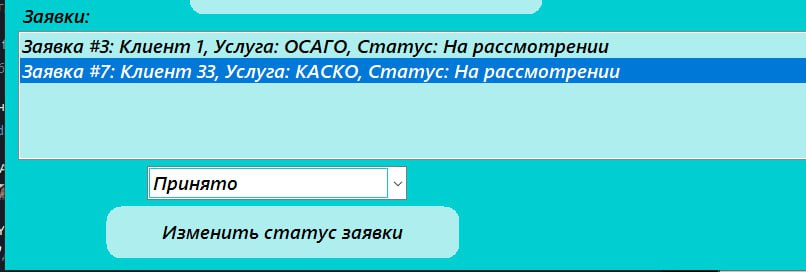 Заявки:
Заявка #3: Клиент 1, Услуга: ОСАГО, Статус: На рассмотрении
Заявка #7: Клиент 33, Услуга: КАСКО, Статус: На рассмотрении
Принято
Изменить статус заявки